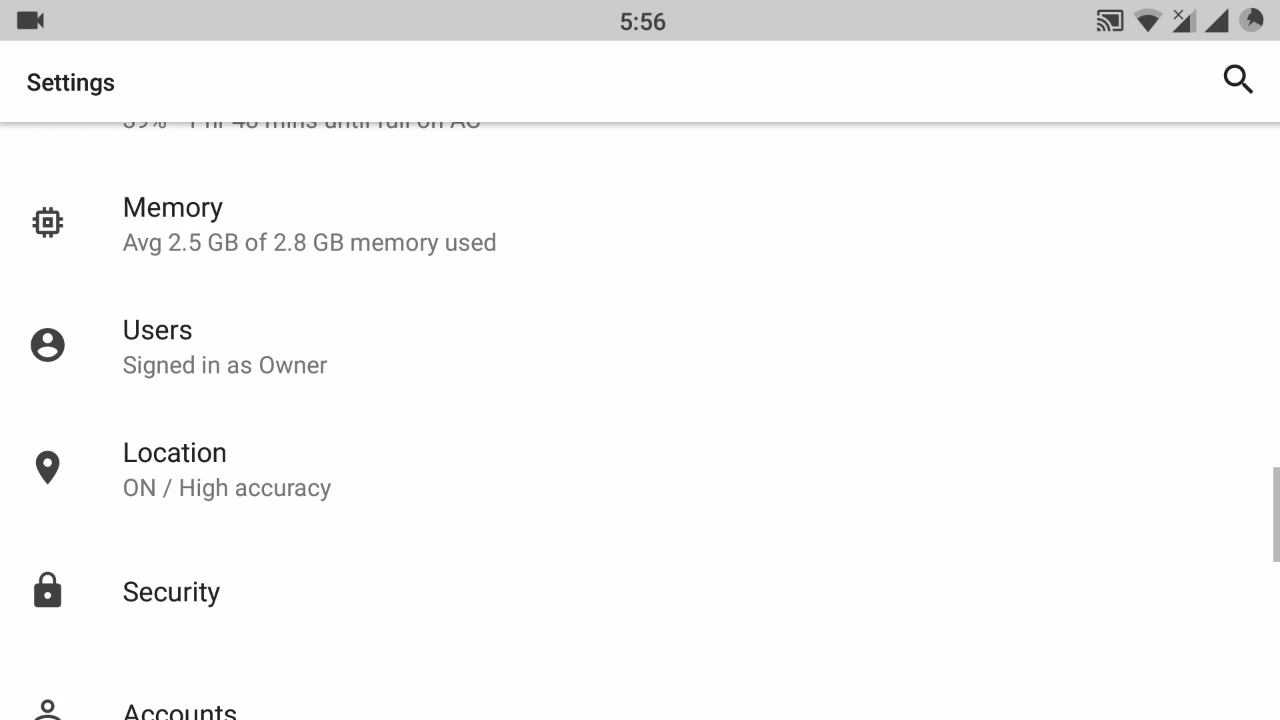 5:56
Settings
Memory
Avg 2.5 GB of 2.8 GB memory used
Users
Signed in as Owner
Location
ON / High accuracy
Security
Accounts